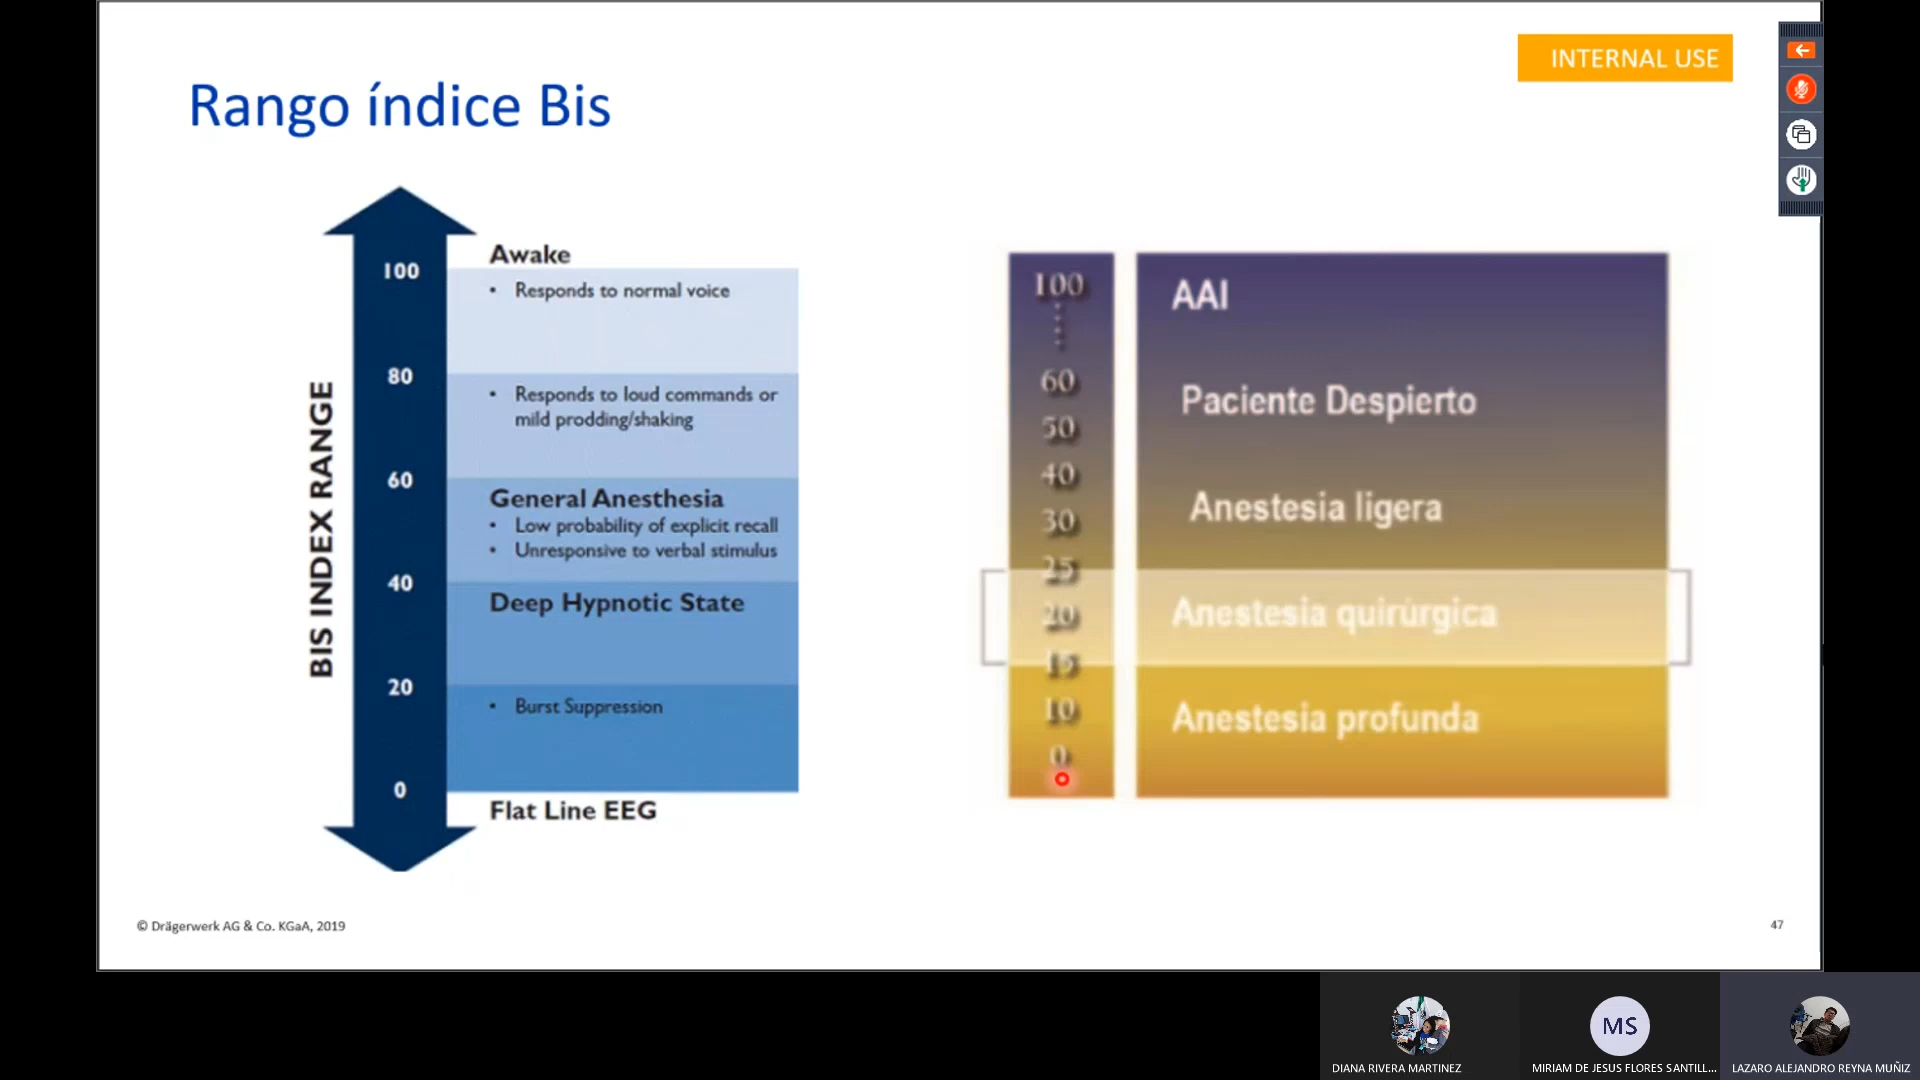 INTERNAL USE
Rango índice Bis
BIS INDEX RANGE
100
80
60
40
20
0
Awake
• Responds to normal voice
• Responds to loud commands or
mild prodding/shaking
General Anesthesia
• Low probability of explicit recall
• Unresponsive to verbal stimulus
Deep Hypnotic State
• Burst Suppression
Flat Line EEG
100
60
50
40
30
25
20
15
10
0
AAI
Paciente Despierto
Anestesia ligera
Anestesia quirúrgica
Anestesia profunda
© Drägerwerk AG & Co. KGaA, 2019
47
MS
DIANA RIVERA MARTINEZ
MIRIAM DE JESUS FLORES SANTILL...
LAZARO ALEJANDRO REYNA MUÑIZ